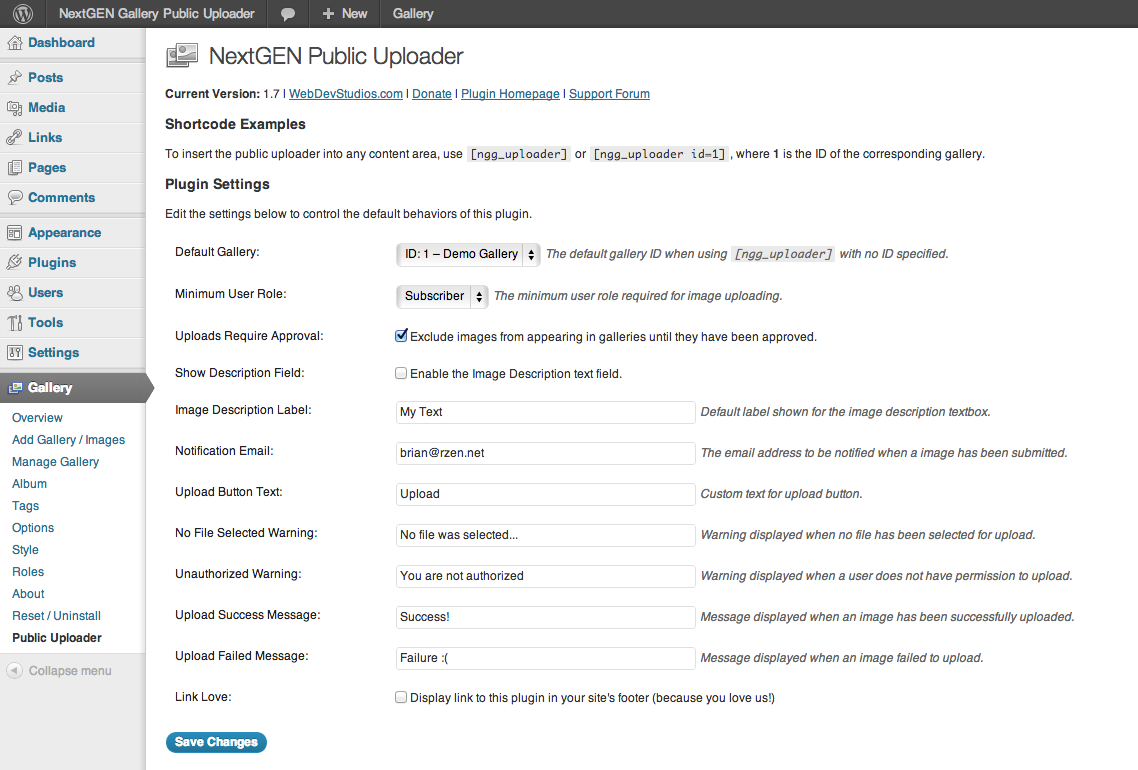 NextGEN Gallery Public Uploader + New Gallery
Dashboard
Posts
Media
Links
Pages
Comments
Appearance
Plugins
Users
Tools
Settings
Gallery
Overview
Add Gallery / Images
Manage Gallery
Album
Tags
Options
Style
Roles
About
Reset / Uninstall
Public Uploader
Collapse menu
NextGEN Public Uploader
Current Version: 1.7 | WebDevStudios.com | Donate | Plugin Homepage | Support Forum
Shortcode Examples
To insert the public uploader into any content area, use [ngg_uploader] or [ngg_uploader id=1] , where 1 is the ID of the corresponding gallery.
Plugin Settings
Edit the settings below to control the default behaviors of this plugin.
Default Gallery: ID: 1 – Demo Gallery The default gallery ID when using [ngg_uploader] with no ID specified.
Minimum User Role: Subscriber The minimum user role required for image uploading.
Uploads Require Approval: Exclude images from appearing in galleries until they have been approved.
Show Description Field: Enable the Image Description text field.
Image Description Label: My Text Default label shown for the image description textbox.
Notification Email: brian@rzen.net The email address to be notified when a image has been submitted.
Upload Button Text: Upload Custom text for upload button.
No File Selected Warning: No file was selected... Warning displayed when no file has been selected for upload.
Unauthorized Warning: You are not authorized Warning displayed when a user does not have permission to upload.
Upload Success Message: Success! Message displayed when an image has been successfully uploaded.
Upload Failed Message: Failure :( Message displayed when an image failed to upload.
Link Love: Display link to this plugin in your site's footer (because you love us!)
Save Changes